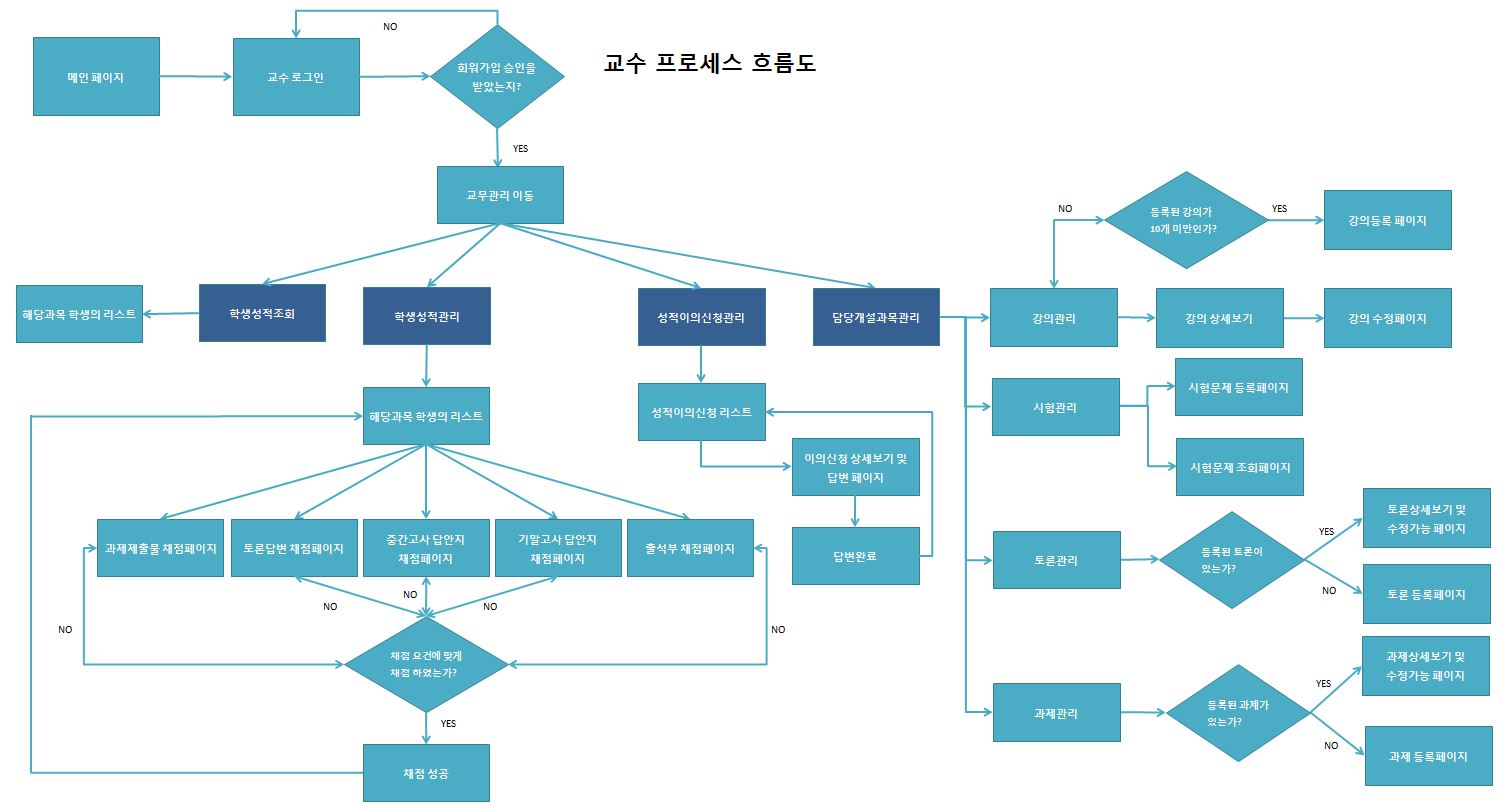 교수 프로세스 흐름도
NO
메인 페이지
교수 로그인
회워가입 승인을
받았는지?
YES
교무관리 이동
NO
등록된 강의가
10개 미만인가?
YES
강의등록 페이지
해당과목 학생의 리스트
학생성적조회
학생성적관리
성적이의신청관리
담당개설과목관리
강의관리
강의 상세보기
강의 수정페이지
해당과목 학생의 리스트
성적이의신청 리스트
시험관리
시험문제 등록페이지
시험문제 조회페이지
이의신청 상세보기 및
답변 페이지
답변완료
과제제출물 채점페이지
토론답변 채점페이지
중간고사 답안지
채점페이지
기말고사 답안지
채점페이지
출석부 채점페이지
토론관리
등록된 토론이
있는가?
YES
토론상세보기 및
수정가능 페이지
NO
토론 등록페이지
NO
NO
NO
NO
NO
채점 요건에 맞게
채점 하였는가?
YES
채점 성공
과제관리
등록된 과제가
있는가?
YES
과제상세보기 및
수정가능 페이지
NO
과제 등록페이지